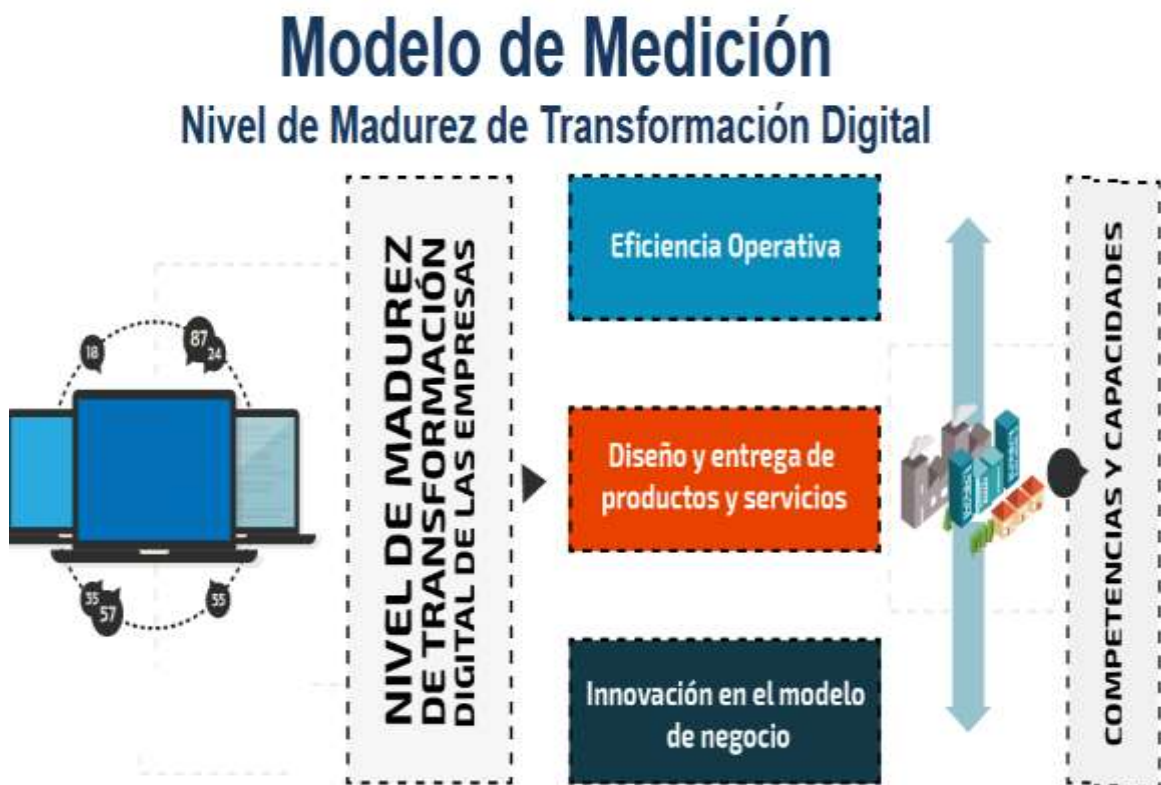 Modelo de Medición
Nivel de Madurez de Transformación Digital
18
87
24
35
57
55
NIVEL DE MADUREZ
DE TRANSFORMACIÓN
DIGITAL DE LAS EMPRESAS
Eficiencia Operativa
Diseño y entrega de
productos y servicios
Innovación en el modelo
de negocio
COMPETENCIAS Y CAPACIDADES